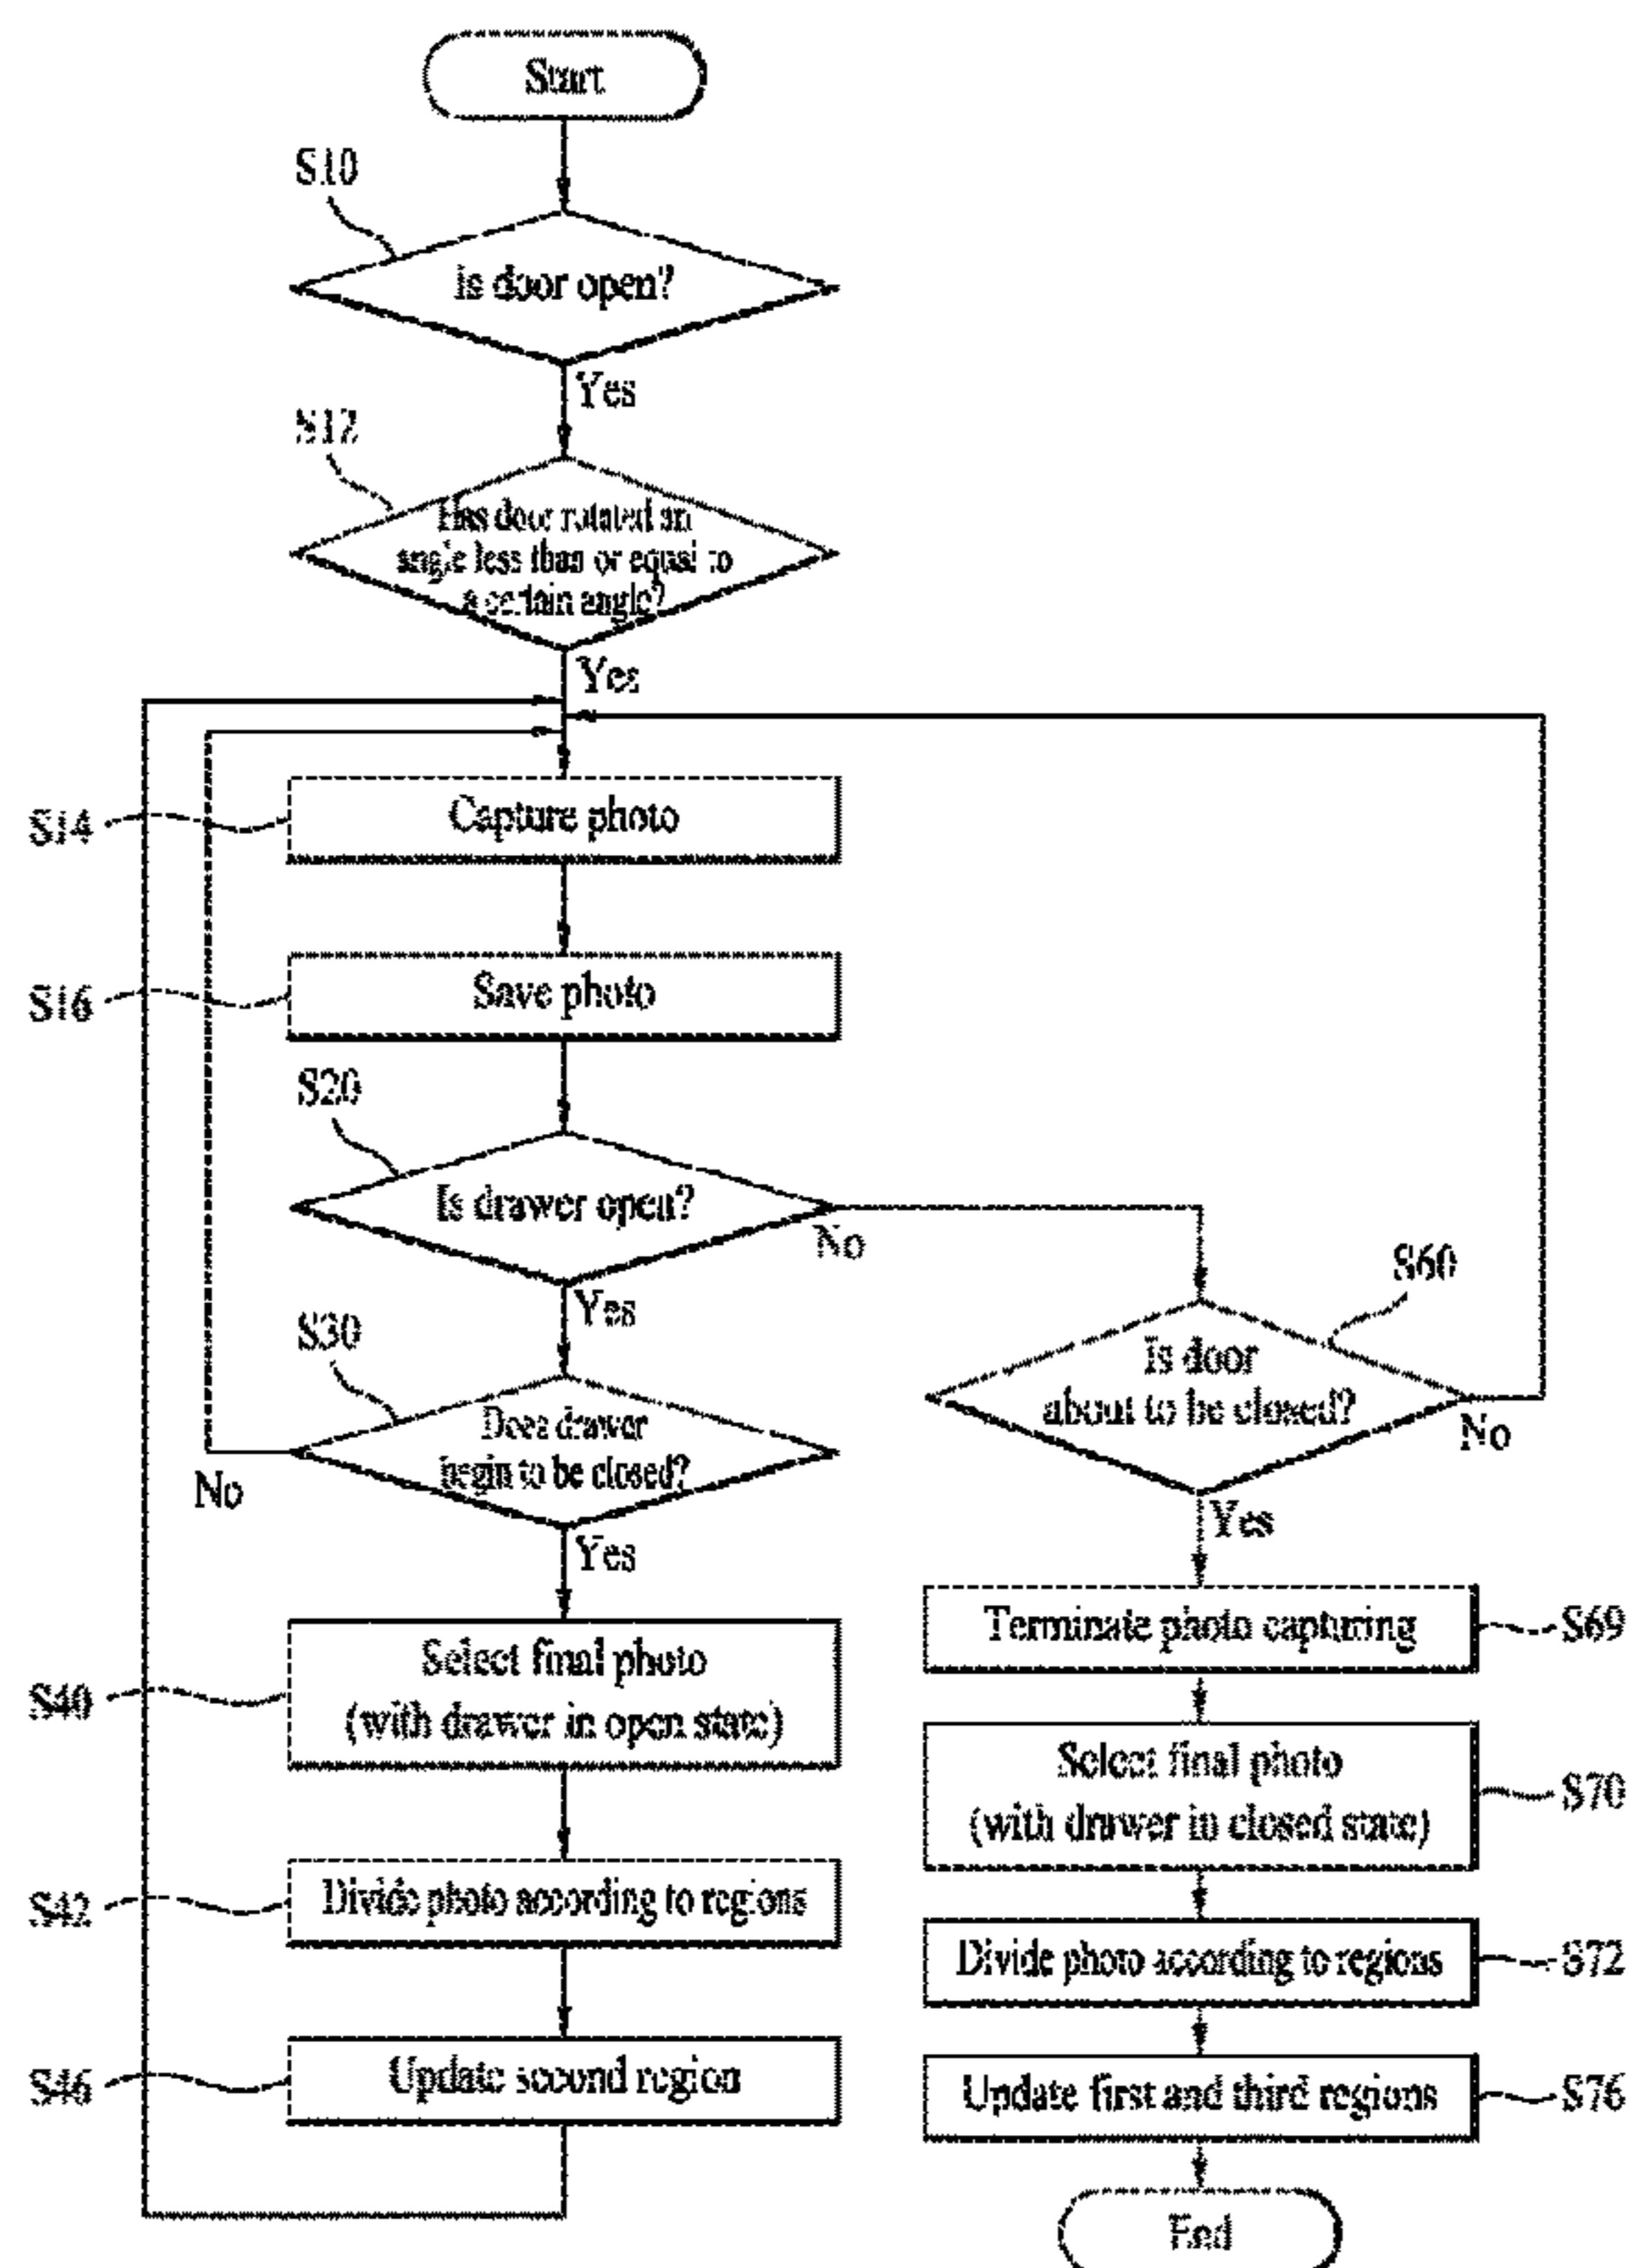 Start
S10
Is door open?
Yes
S12
Has door rotated an
angle less than or equal to
a certain angle?
Yes
S14
Capture photo
S16
Save photo
S20
Is drawer open?
No
Yes
S30
Does drawer
begin to be closed?
No
Yes
S40
Select final photo
(with drawer in open state)
S42
Divide photo according to regions
S46
Update second region
S60
Is door
about to be closed?
No
Yes
Terminate photo capturing
S69
Select final photo
(with drawer in closed state)
S70
Divide photo according to regions
S72
Update first and third regions
S76
End